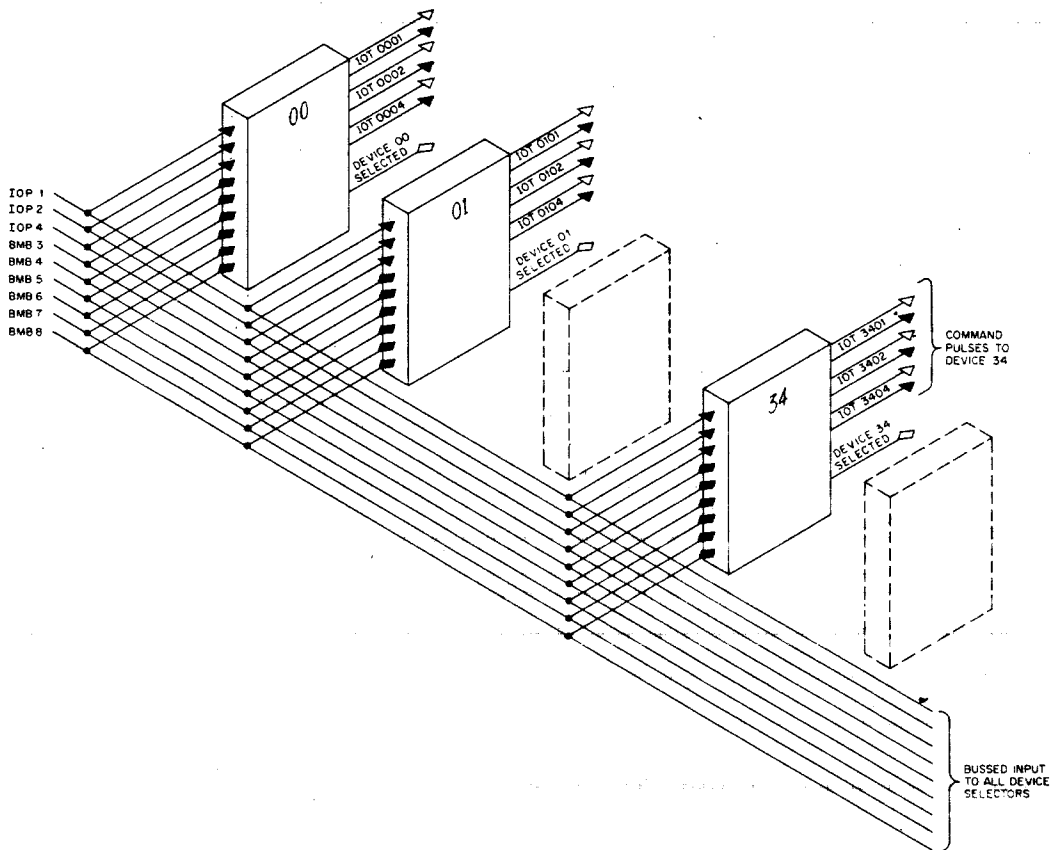 00
IOT 0001
IOT 0002
IOT 0004
DEVICE 00
SELECTED
01
IOT 0101
IOT 0102
IOT 0104
DEVICE 01
SELECTED
IOP 1
IOP 2
IOP 4
BMB 3
BMB 4
BMB 5
BMB 6
BMB 7
BMB 8
34
IOT 3401
IOT 3402
IOT 3404
DEVICE 34
SELECTED
COMMAND
PULSES TO
DEVICE 34
BUSSED INPUT
TO ALL DEVICE
SELECTORS